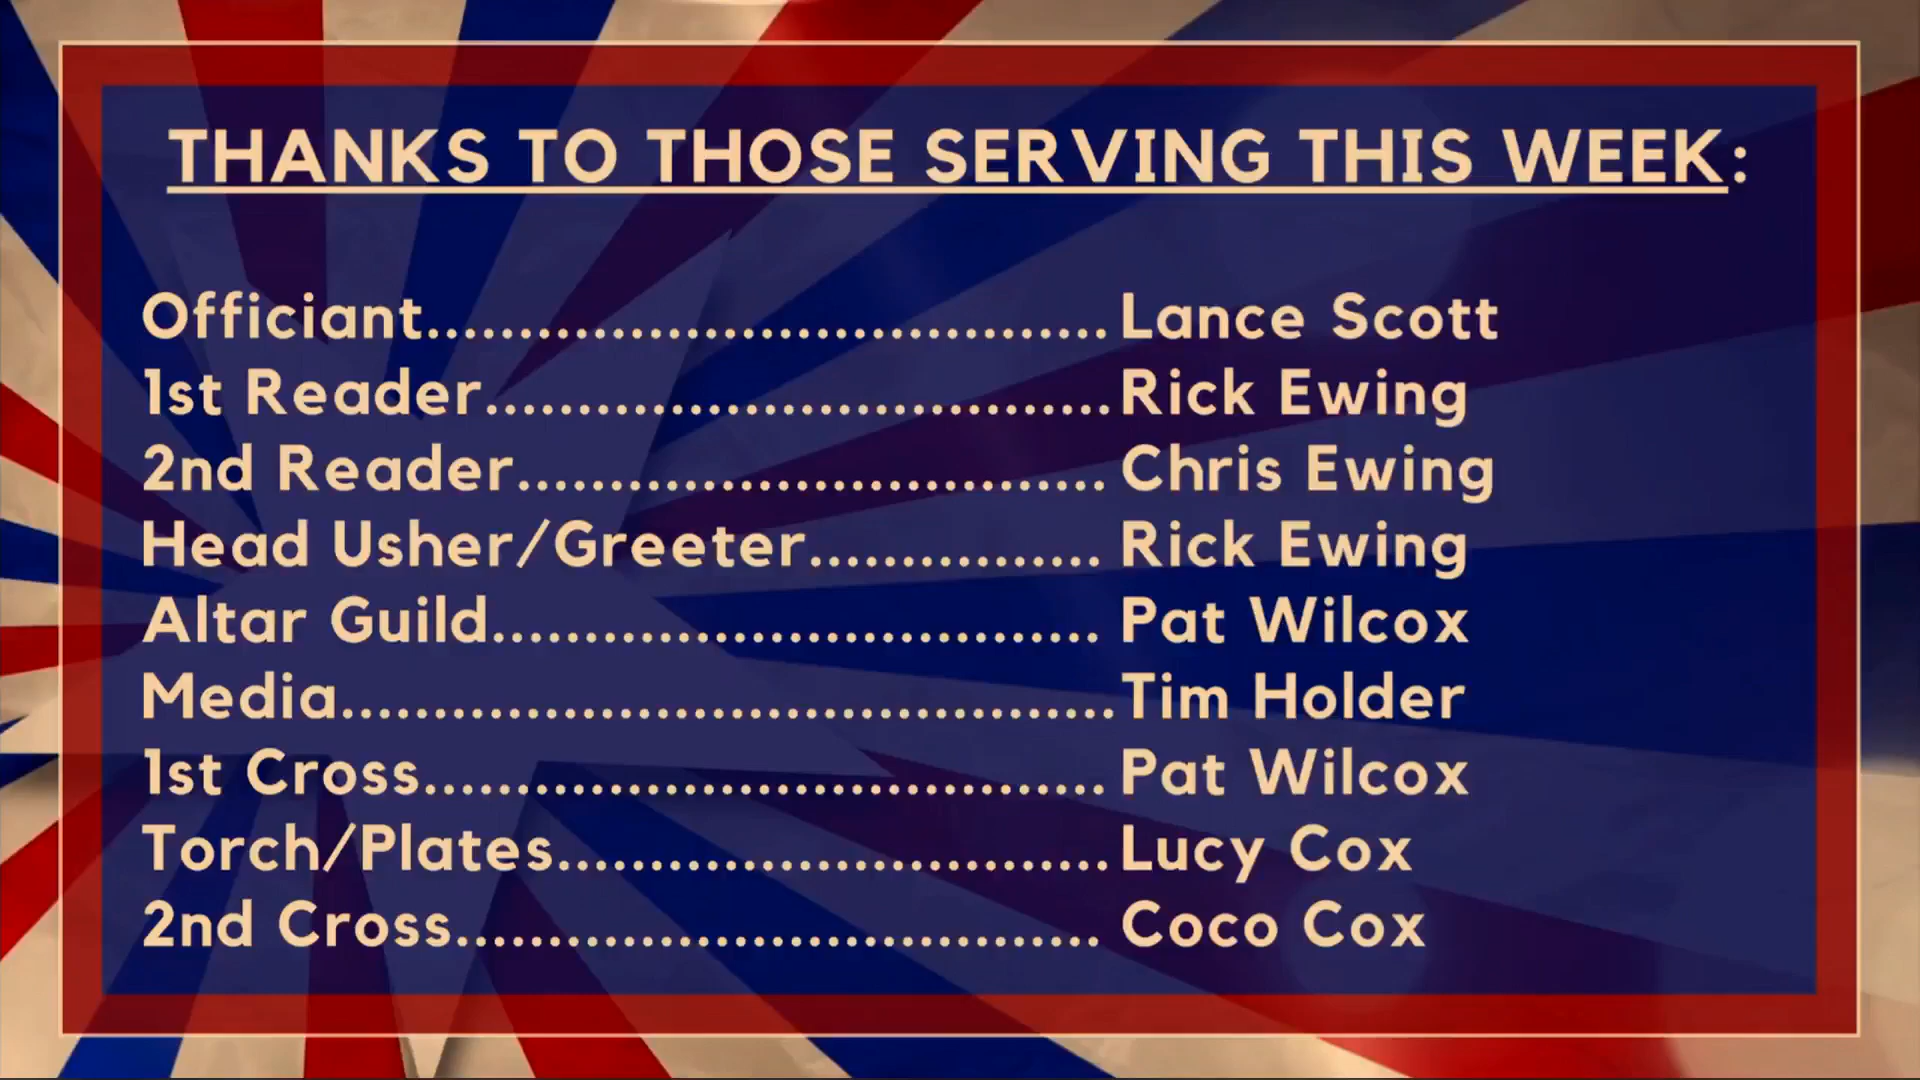 THANKS TO THOSE SERVING THIS WEEK:
Officiant.....................................Lance Scott
1st Reader..................................Rick Ewing
2nd Reader................................Chris Ewing
Head Usher/Greeter................Rick Ewing
Altar Guild.................................Pat Wilcox
Media..........................................Tim Holder
1st Cross.....................................Pat Wilcox
Torch/Plates..............................Lucy Cox
2nd Cross...................................Coco Cox